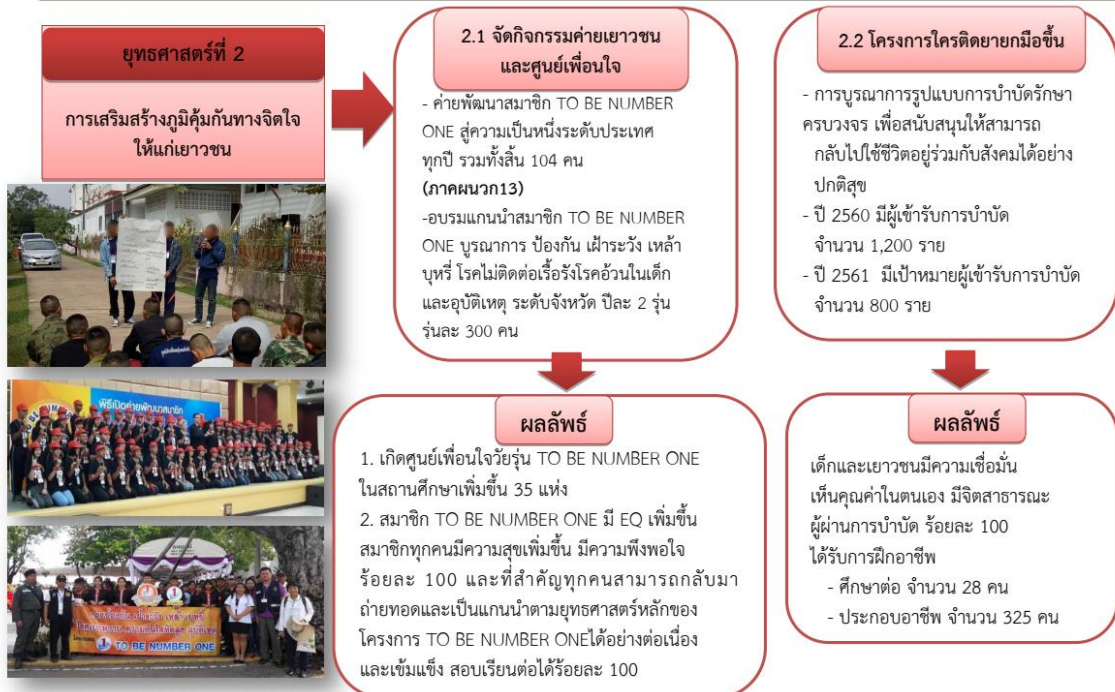 ยุทธศาสตร์ที่ 2
การเสริมสร้างภูมิคุ้มกันทางจิตใจ
ให้แก่เยาวชน
2.1 จัดกิจกรรมค่ายเยาวชน
และศูนย์เพื่อนใจ
- ค่ายพัฒนาสมาชิก TO BE NUMBER
ONE สู่ความเป็นหนึ่งระดับประเทศ
ทุกปี รวมทั้งสิ้น 104 คน
(ภาคผนวก13)
-อบรมแกนนำสมาชิก TO BE NUMBER
ONE บูรณาการ ป้องกัน เฝ้าระวัง เหล้า
บุหรี่ โรคไม่ติดต่อเรื้อรังโรคอ้วนในเด็ก
และอุบัติเหตุ ระดับจังหวัด ปีละ 2 รุ่น
รุ่นละ 300 คน
ผลลัพธ์
1. เกิดศูนย์เพื่อนใจวัยรุ่น TO BE NUMBER ONE
ในสถานศึกษาเพิ่มขึ้น 35 แห่ง
2. สมาชิก TO BE NUMBER ONE มี EQ เพิ่มขึ้น
สมาชิกทุกคนมีความสุขเพิ่มขึ้น มีความพึงพอใจ
ร้อยละ 100 และที่สำคัญทุกคนสามารถกลับมา
ถ่ายทอดและเป็นแกนนำตามยุทธศาสตร์หลักของ
โครงการ TO BE NUMBER ONEได้อย่างต่อเนื่อง
และเข้มแข็ง สอบเรียนต่อได้ร้อยละ 100
2.2 โครงการใครติดยายกมือขึ้น
- การบูรณาการรูปแบบการบำบัดรักษา
ครบวงจร เพื่อสนับสนุนให้สามารถ
กลับไปใช้ชีวิตอยู่ร่วมกับสังคมได้อย่าง
ปกติสุข
- ปี 2560 มีผู้เข้ารับการบำบัด
จำนวน 1,200 ราย
- ปี 2561 มีเป้าหมายผู้เข้ารับการบำบัด
จำนวน 800 ราย
ผลลัพธ์
เด็กและเยาวชนมีความเชื่อมั่น
เห็นคุณค่าในตนเอง มีจิตสาธารณะ
ผู้ผ่านการบำบัด ร้อยละ 100
ได้รับการฝึกอาชีพ
- ศึกษาต่อ จำนวน 28 คน
- ประกอบอาชีพ จำนวน 325 คน
พิธีเปิดค่ายพัฒนาสมาชิก
TO BE NUMBER ONE